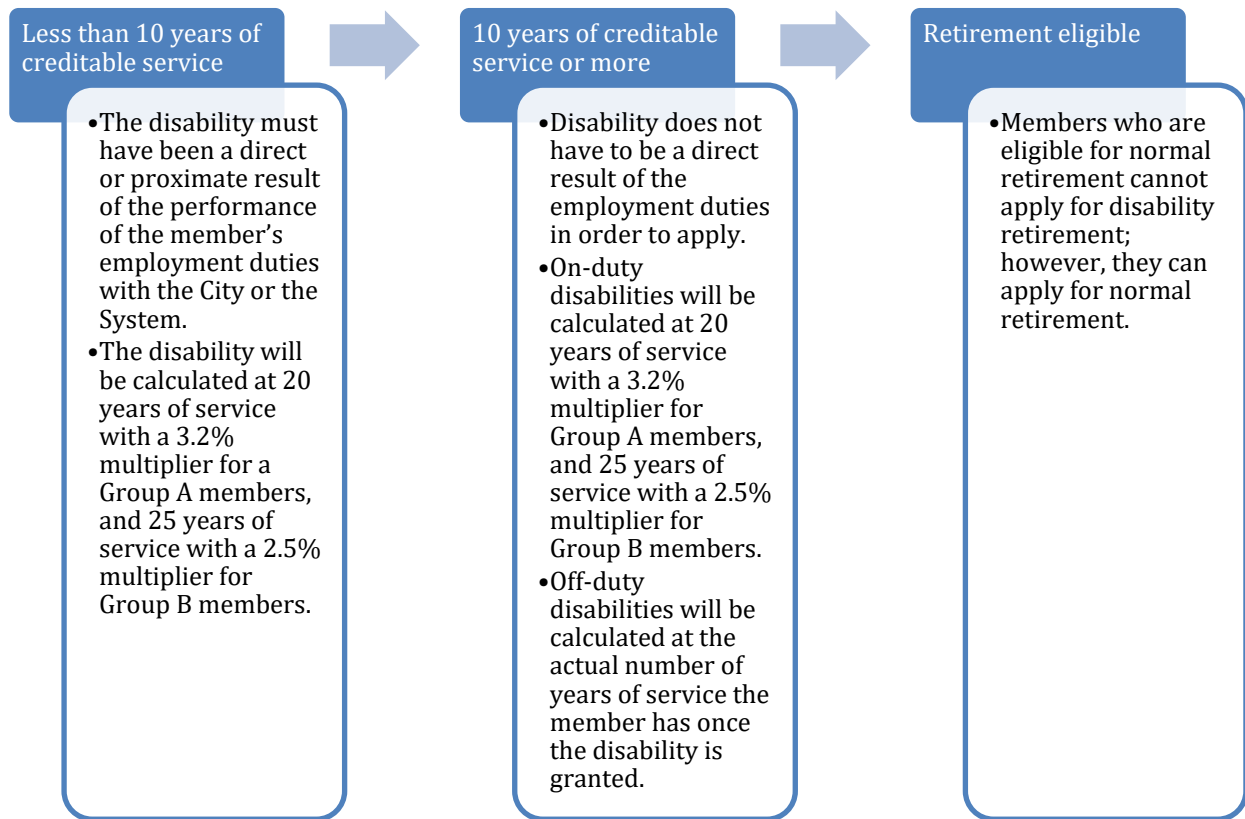 Less than 10 years of
creditable service
•The disability must
have been a direct
or proximate result
of the performance
of the member’s
employment duties
with the City or the
System.
•The disability will
be calculated at 20
years of service
with a 3.2%
multiplier for a
Group A members,
and 25 years of
service with a 2.5%
multiplier for
Group B members.
10 years of creditable
service or more
•Disability does not
have to be a direct
result of the
employment duties
in order to apply.
•On-duty
disabilities will be
calculated at 20
years of service
with a 3.2%
multiplier for
Group A members,
and 25 years of
service with a 2.5%
multiplier for
Group B members.
•Off-duty
disabilities will be
calculated at the
actual number of
years of service the
member has once
the disability is
granted.
Retirement eligible
•Members who are
eligible for normal
retirement cannot
apply for disability
retirement;
however, they can
apply for normal
retirement.